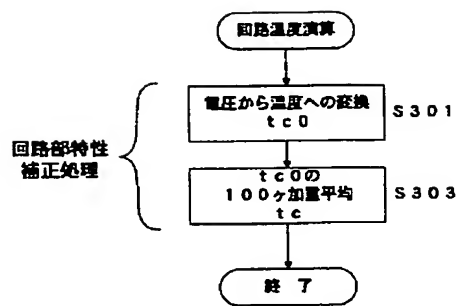 回路温度演算
電圧から温度への変換
tc0
S301
回路部特性
補正処理
tc0の
100ヶ加重平均
tc
S303
終 了